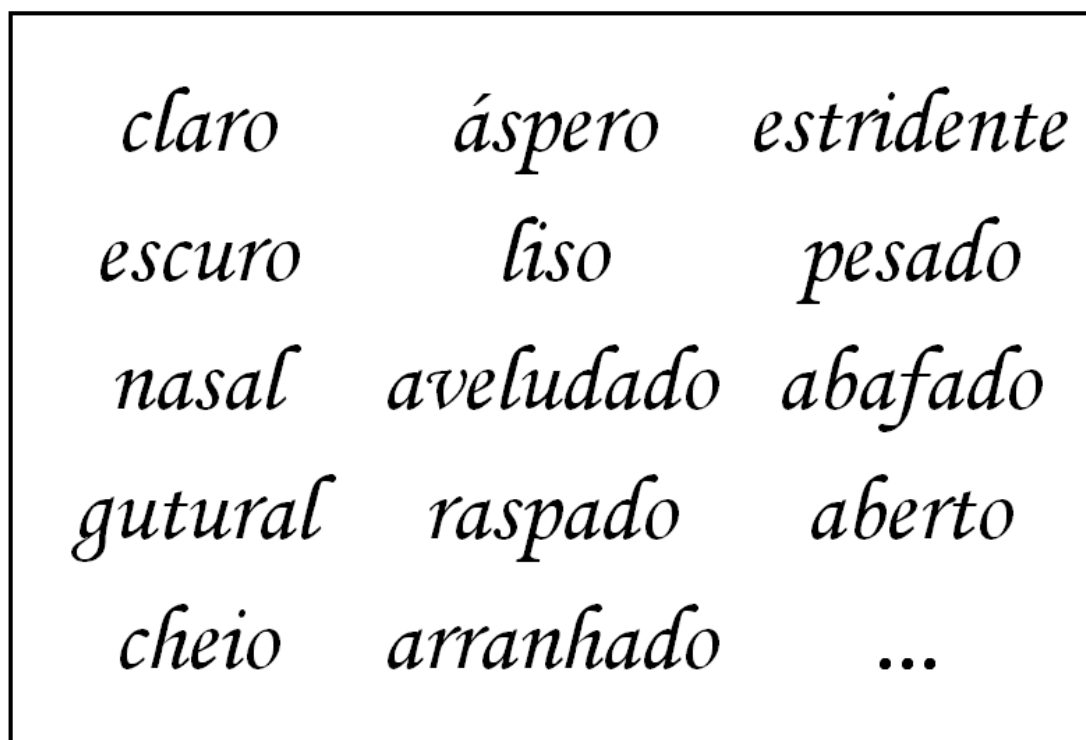 claro áspero estridente
escuro liso pesado
nasal aveludado abafado
gutural raspado aberto
cheio arranhado ...